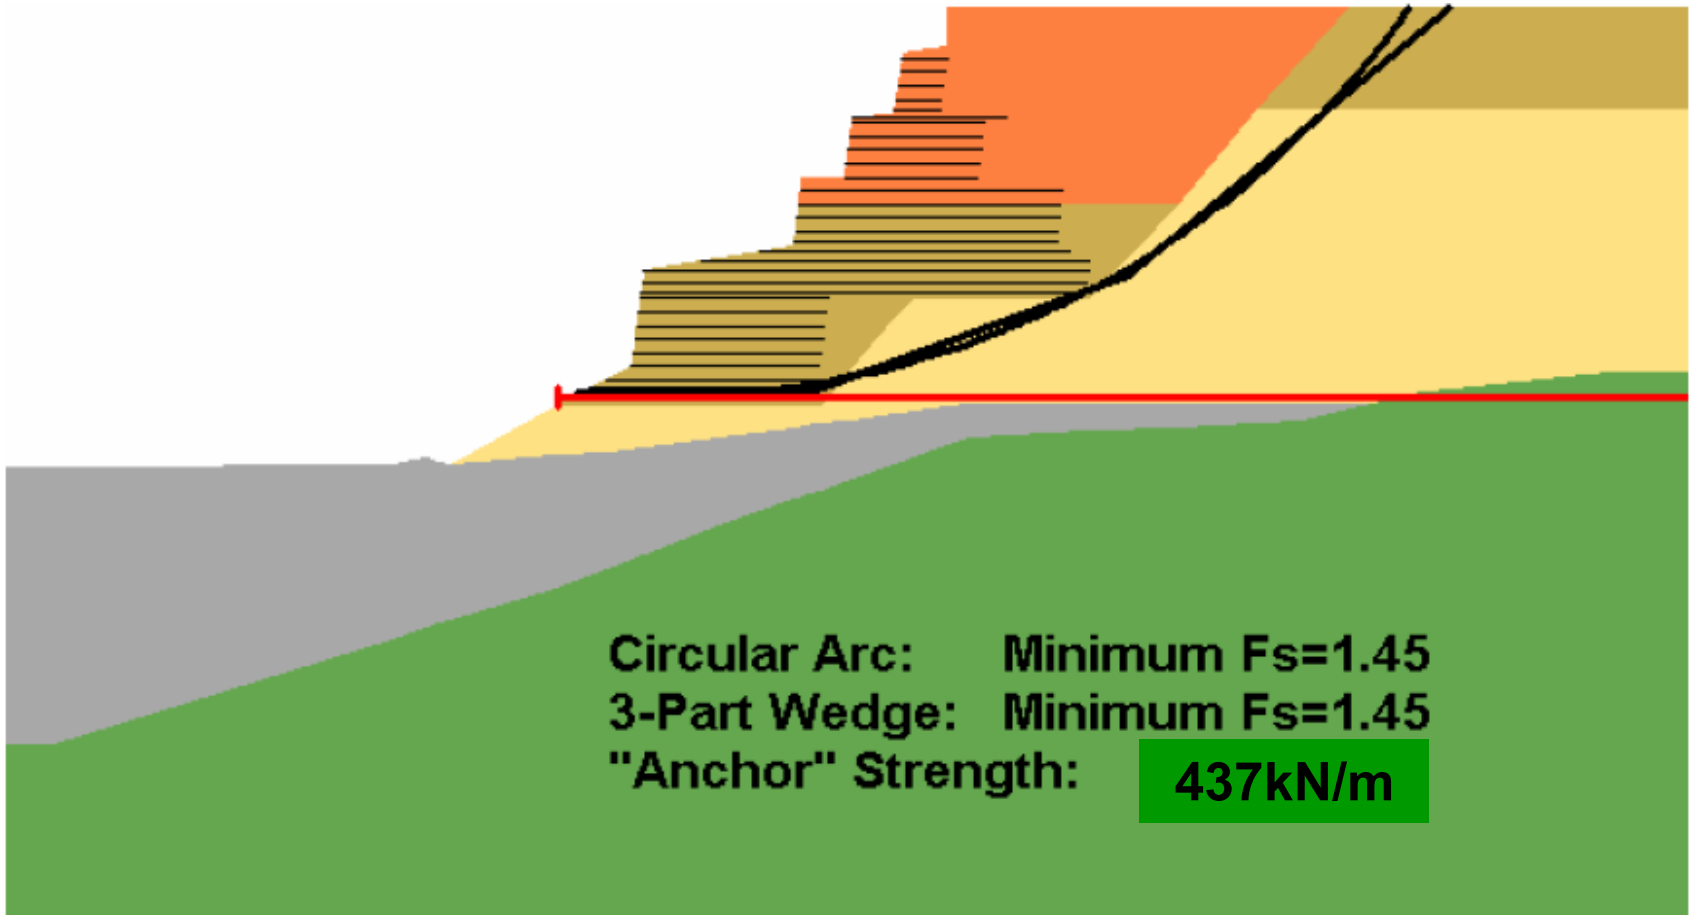 Circular Arc: Minimum Fs=1.45
3-Part Wedge: Minimum Fs=1.45
"Anchor" Strength: 437kN/m